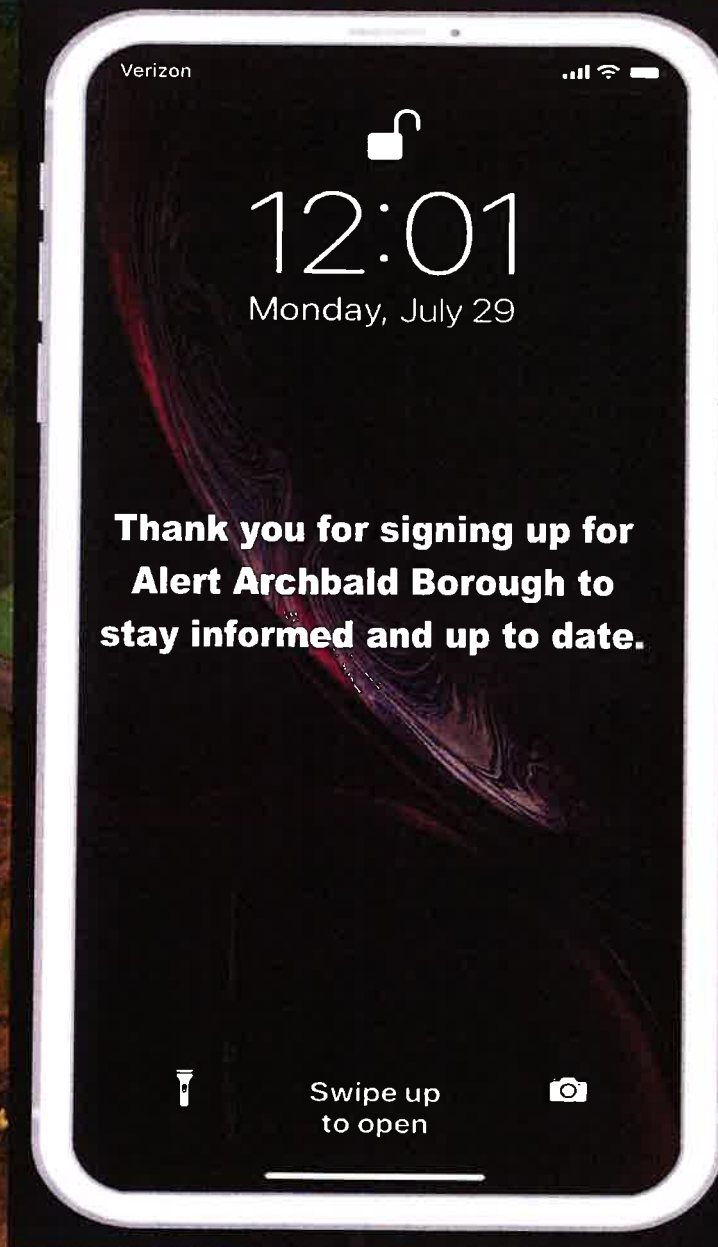 Verizon
12:01
Monday, July 29
Thank you for signing up for
Alert Archbald Borough to
stay informed and up to date.
Swipe up
to open